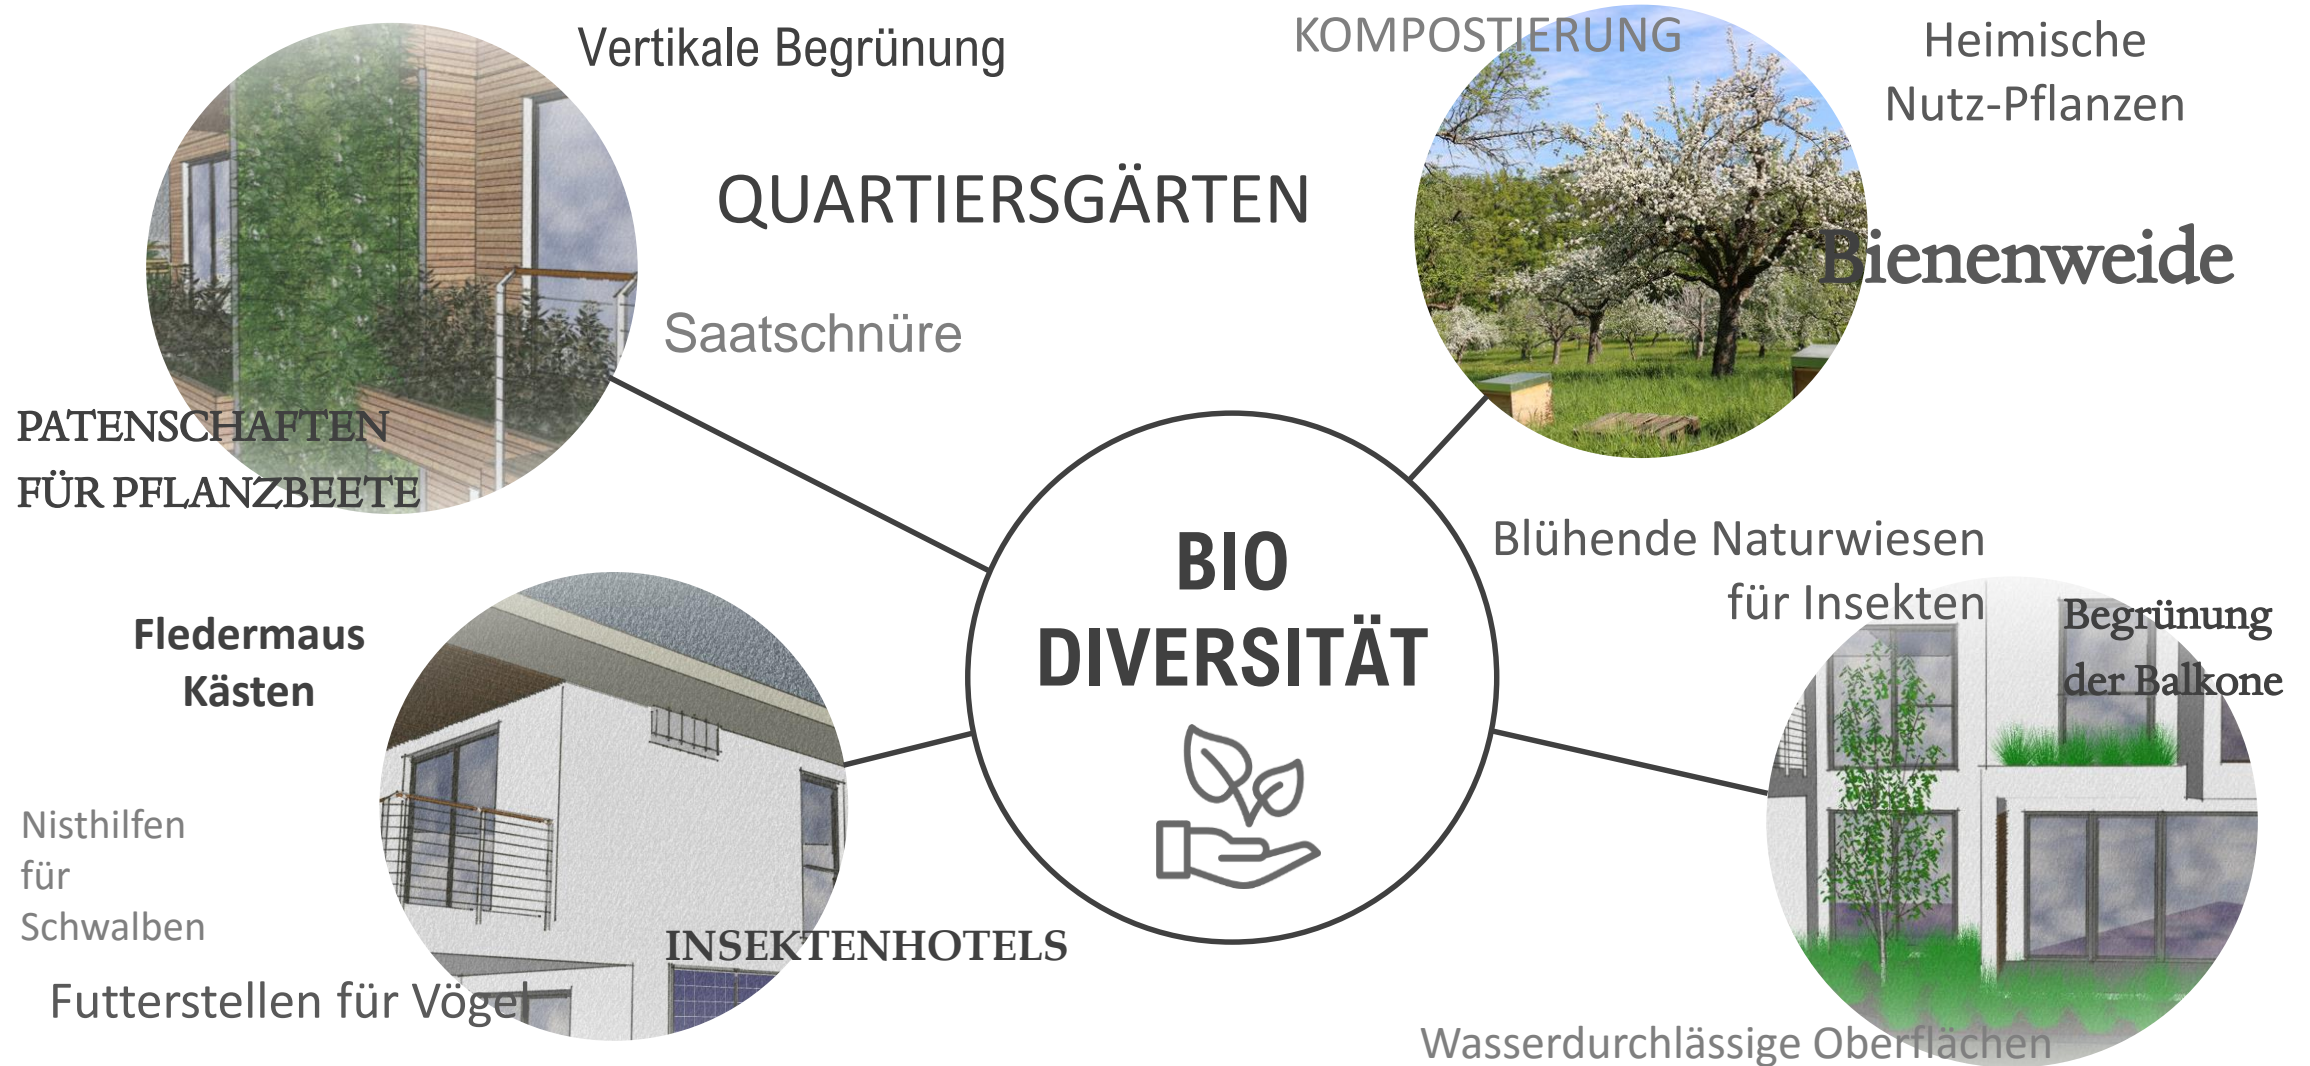 Vertikale Begrünung
KOMPOSTIERUNG
Heimische
Nutz-Pflanzen
QUARTIERSGÄRTEN
Bienenweide
Saatschnüre
PATENSCHAFTEN
FÜR PFLANZBEETE
BIO
DIVERSITÄT
Blühende Naturwiesen
für Insekten
Begrünung
der Balkone
Fledermaus
Kästen
Nisthilfen
für
Schwalben
INSEKTENHOTELS
Futterstellen für Vögel
Wasserdurchlässige Oberflächen